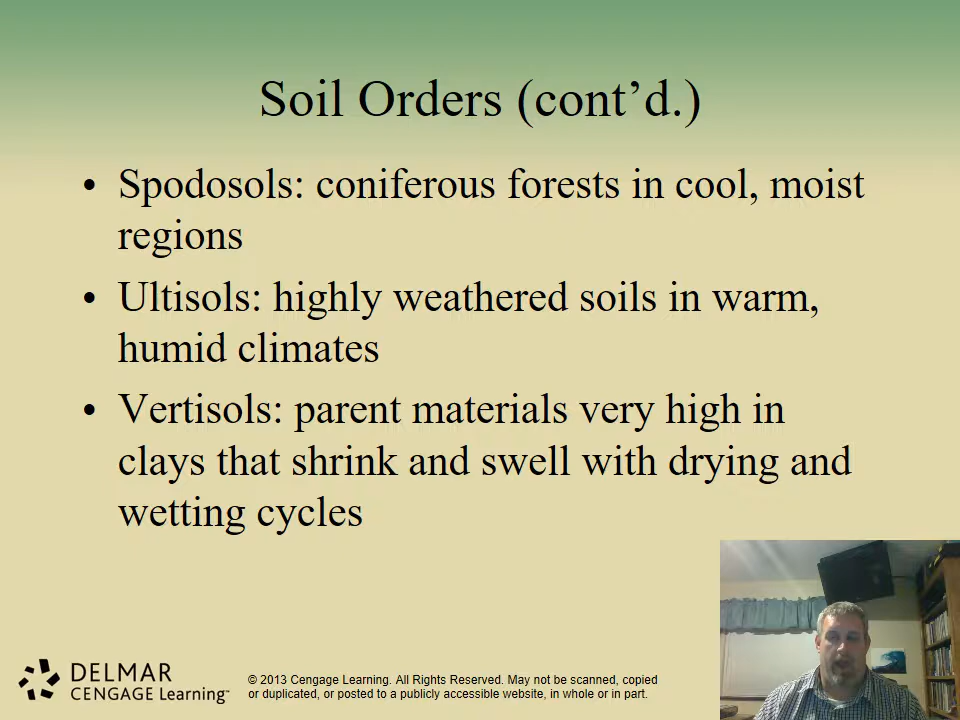 Soil Orders (cont’d.)
• Spodosols: coniferous forests in cool, moist
regions
• Ultisols: highly weathered soils in warm,
humid climates
• Vertisols: parent materials very high in
clays that shrink and swell with drying and
wetting cycles
DELMAR
CENGAGE Learning™
© 2013 Cengage Learning. All Rights Reserved. May not be scanned, copied
or duplicated, or posted to a publicly accessible website, in whole or in part.